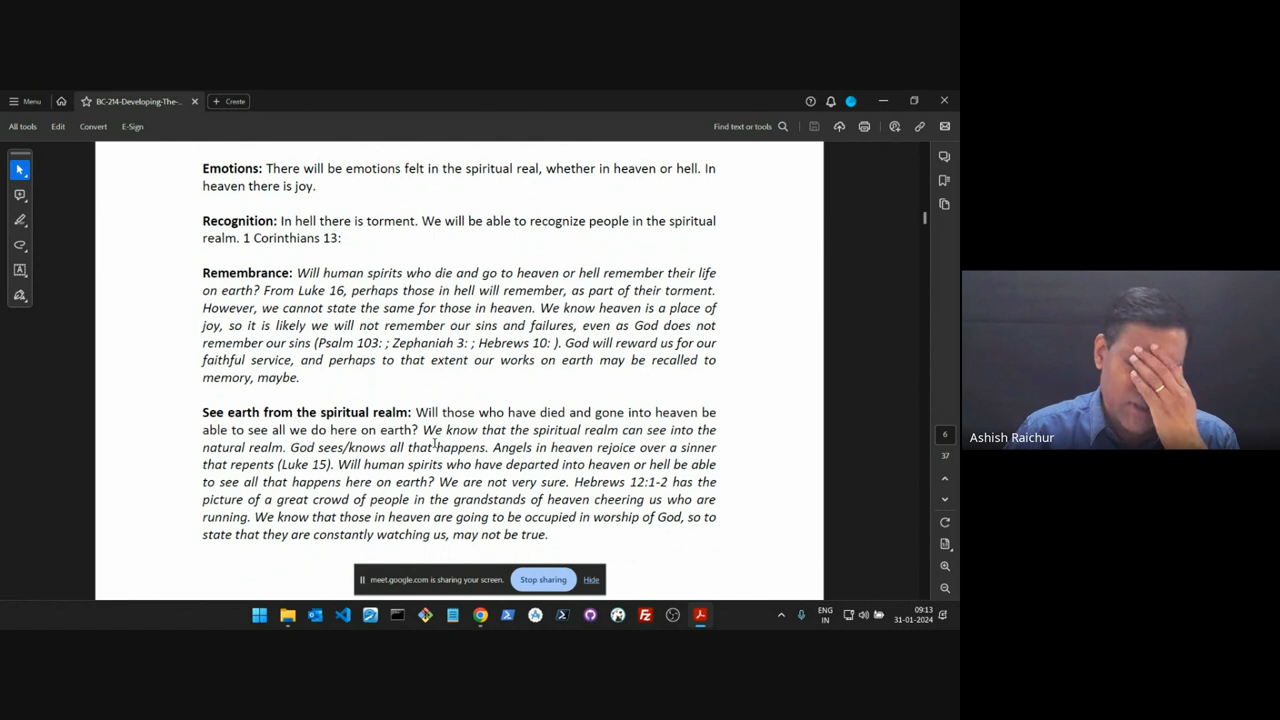 Menu
BC-214-Developing-The-...
Create
All tools
Edit
Convert
E-Sign
Find text or tools
Emotions: There will be emotions felt in the spiritual real, whether in heaven or hell. In
heaven there is joy.
Recognition: In hell there is torment. We will be able to recognize people in the spiritual
realm. 1 Corinthians 13:
Remembrance: Will human spirits who die and go to heaven or hell remember their life
on earth? From Luke 16, perhaps those in hell will remember, as part of their torment.
However, we cannot state the same for those in heaven. We know heaven is a place of
joy, so it is likely we will not remember our sins and failures, even as God does not
remember our sins (Psalm 103: ; Zephaniah 3: ; Hebrews 10: ). God will reward us for our
faithful service, and perhaps to that extent our works on earth may be recalled to
memory, maybe.
See earth from the spiritual realm: Will those who have died and gone into heaven be
able to see all we do here on earth? We know that the spiritual realm can see into the
natural realm. God sees/knows all that happens. Angels in heaven rejoice over a sinner
that repents (Luke 15). Will human spirits who have departed into heaven or hell be able
to see all that happens here on earth? We are not very sure. Hebrews 12:1-2 has the
picture of a great crowd of people in the grandstands of heaven cheering us who are
running. We know that those in heaven are going to be occupied in worship of God, so to
state that they are constantly watching us, may not be true.
6
37
Ashish Raichur
meet.google.com is sharing your screen.
Stop sharing
Hide
ENG
IN
09:13
31-01-2024